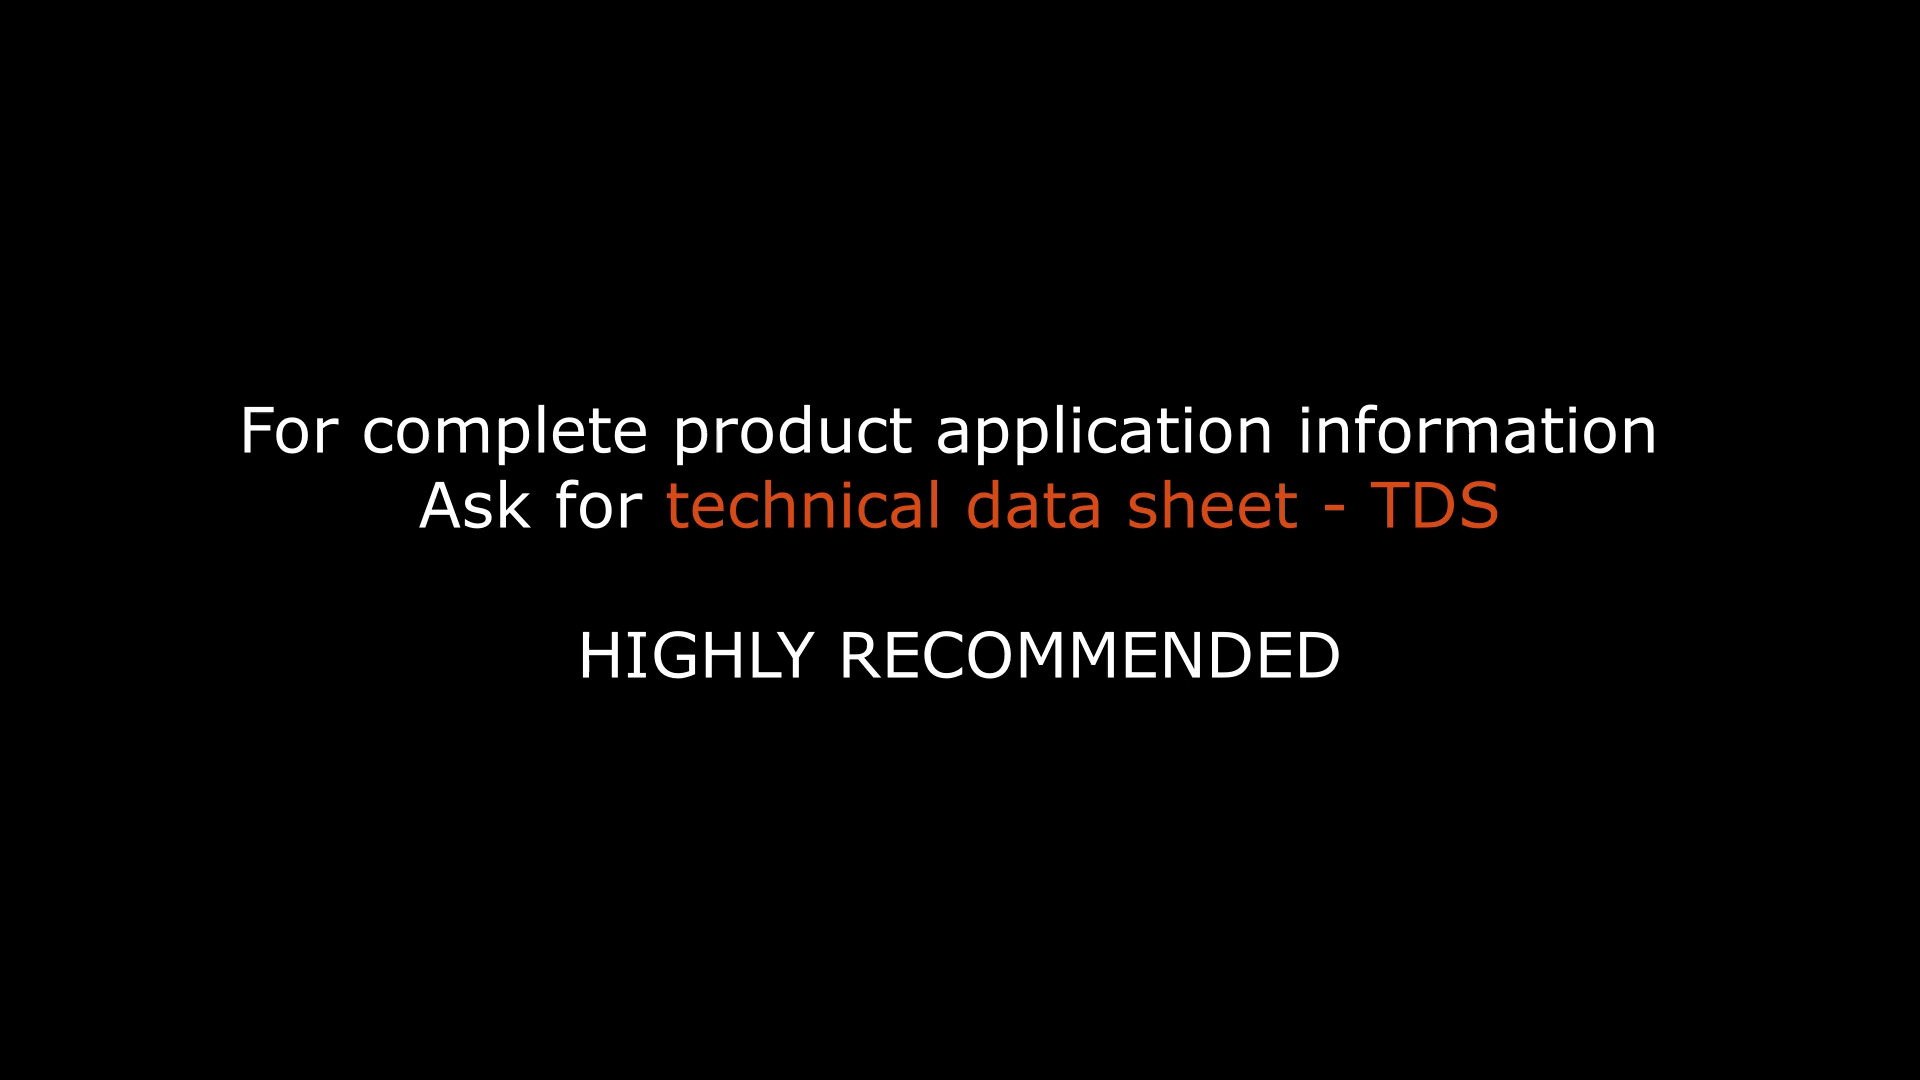 For complete product application information
Ask for technical data sheet - TDS
HIGHLY RECOMMENDED